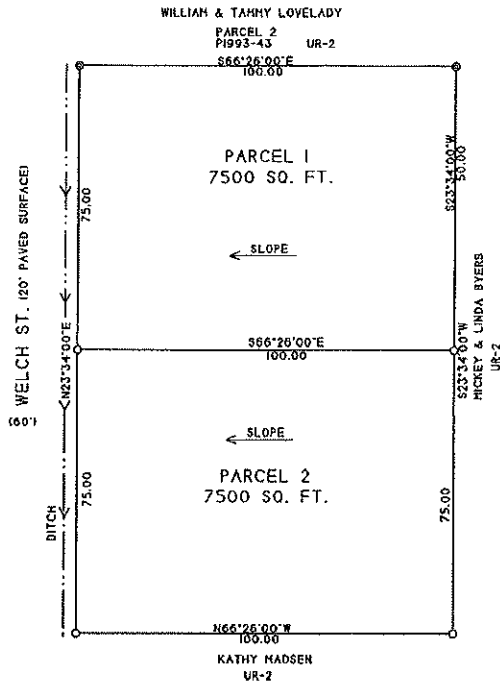 WILLIAM & TAMMY LOVELADY
PARCEL 2
P1993-43 UR-2
S66°26'00"E
100.00
PARCEL 1
7500 SQ. FT.
75.00
S23°34'00"W
50.00
SLOPE
WELCH ST. (20' PAVED SURFACE)
(60')
N23°34'00"E
S66°26'00"E
100.00
S23°34'00"W
MICKEY & LINDA BYERS
UR-2
SLOPE
PARCEL 2
7500 SQ. FT.
75.00
75.00
DITCH
N66°26'00"W
100.00
KATHY MADSEN
UR-2